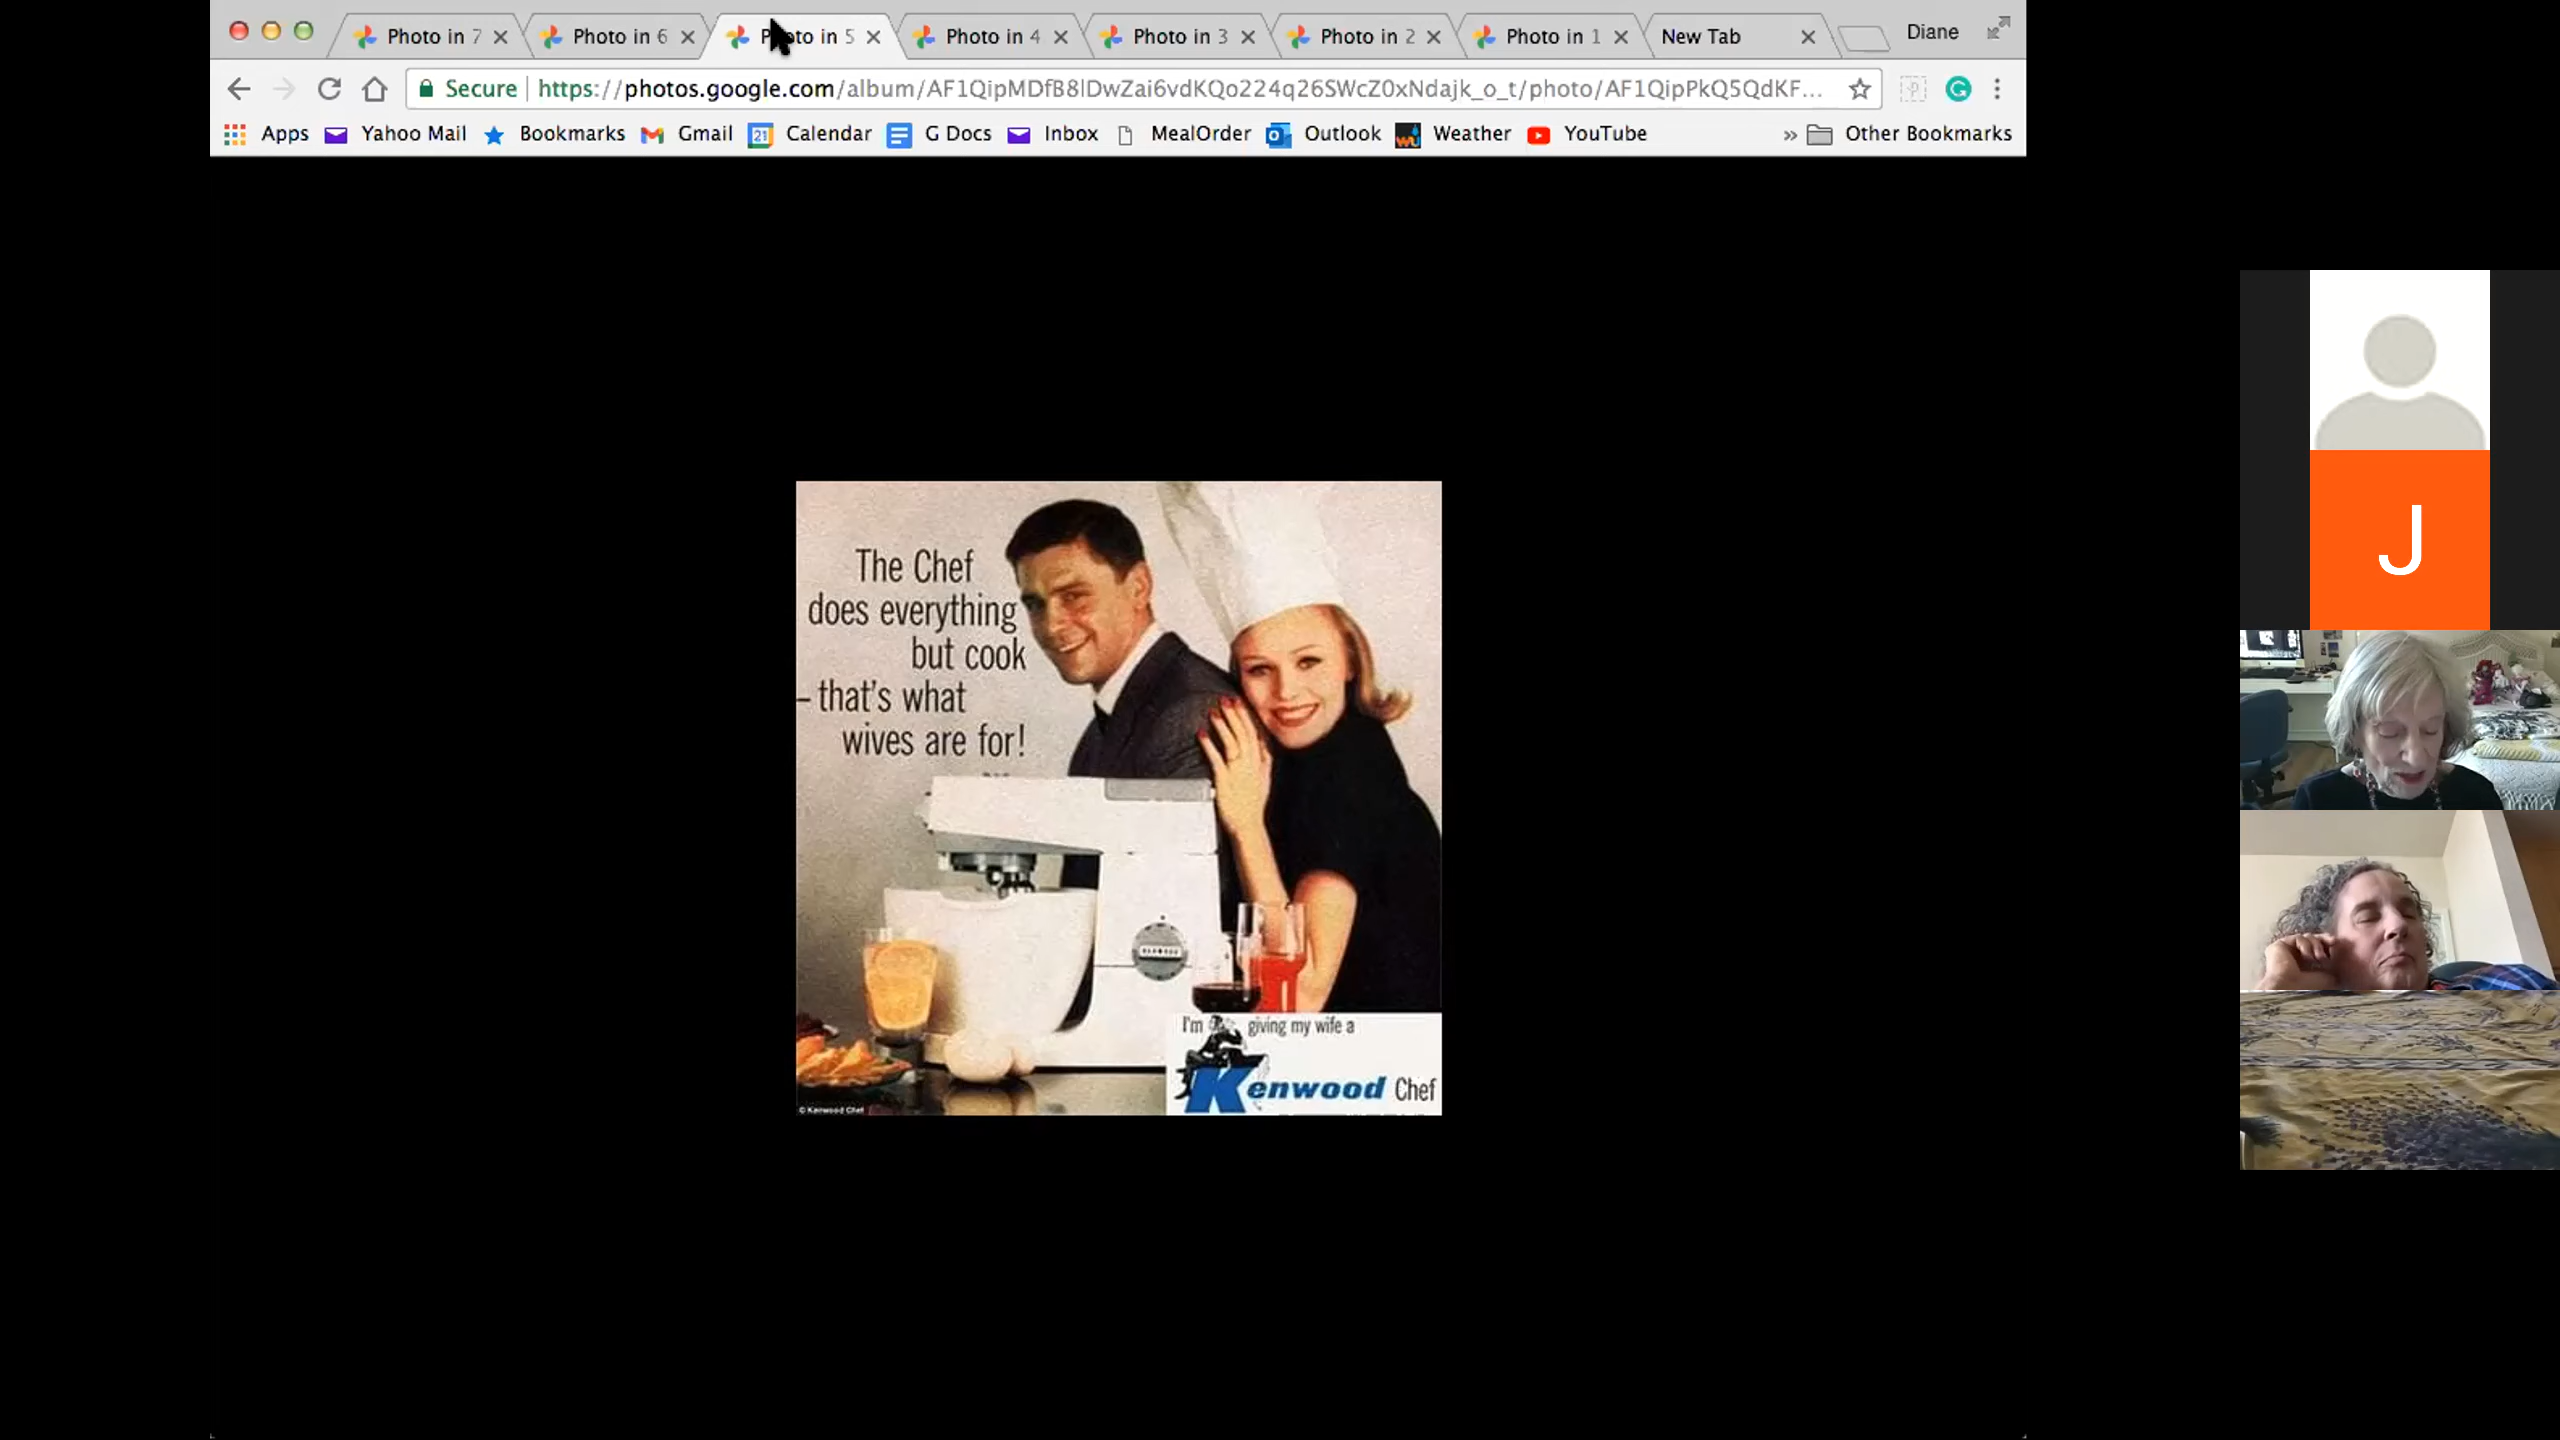 Photo in 7
Photo in 6
Photo in 5
Photo in 4
Photo in 3
Photo in 2
Photo in 1
New Tab
Diane
Secure
https://photos.google.com/album/AF1QipMDfB8lDwZai6vdKQo224q26SWcZ0xNdajk_o_t/photo/AF1QipPkQ5QdKF...
Apps
Yahoo Mail
Bookmarks
Gmail
21
Calendar
G Docs
Inbox
MealOrder
Outlook
Weather
YouTube
» Other Bookmarks
The Chef
does everything
but cook
– that's what
wives are for!
I'm giving my wife a
Kenwood Chef
© Kenwood Chef
J